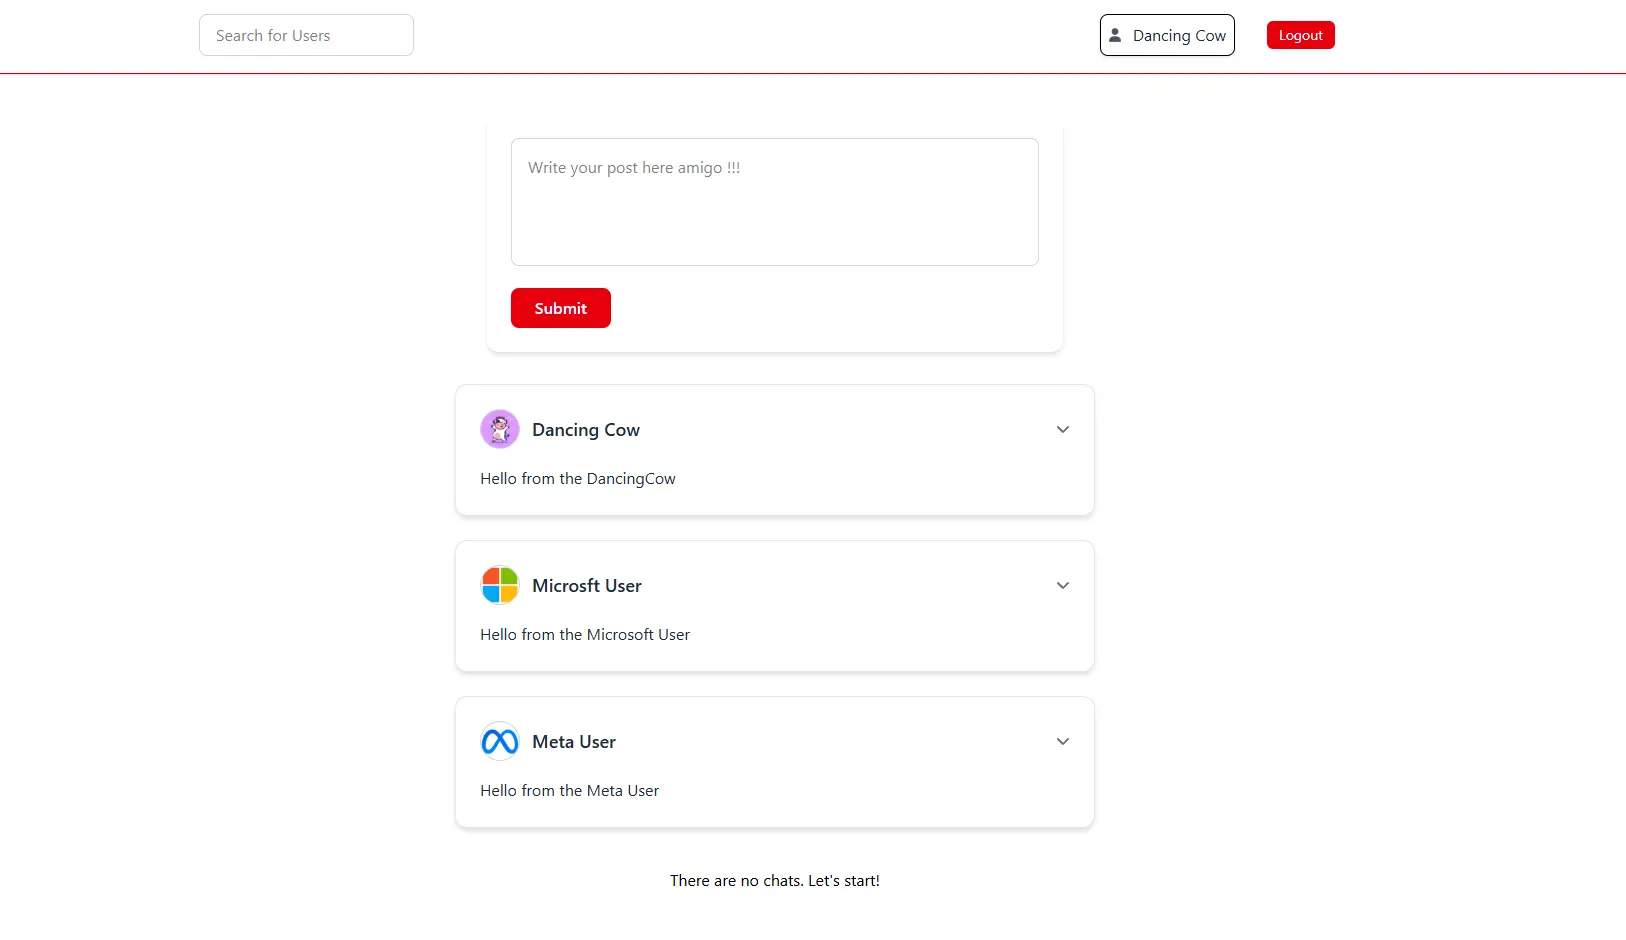 Search for Users
Dancing Cow
Logout
Write your post here amigo !!!
Submit
Dancing Cow
Hello from the DancingCow
Microsft User
Hello from the Microsoft User
Meta User
Hello from the Meta User
There are no chats. Let's start!